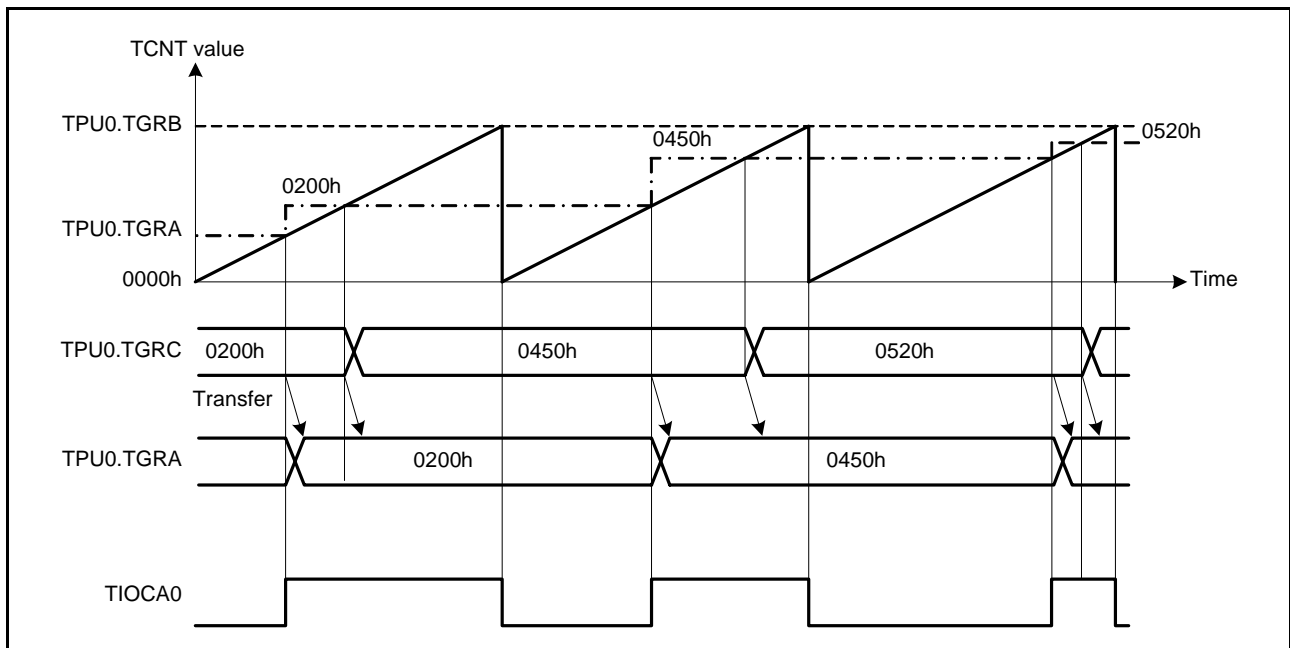 TCNT value
TPU0.TGRB
0520h
0450h
0200h
TPU0.TGRA
0000h
Time
TPU0.TGRC
0200h
0450h
0520h
Transfer
TPU0.TGRA
0200h
0450h
TIOCA0